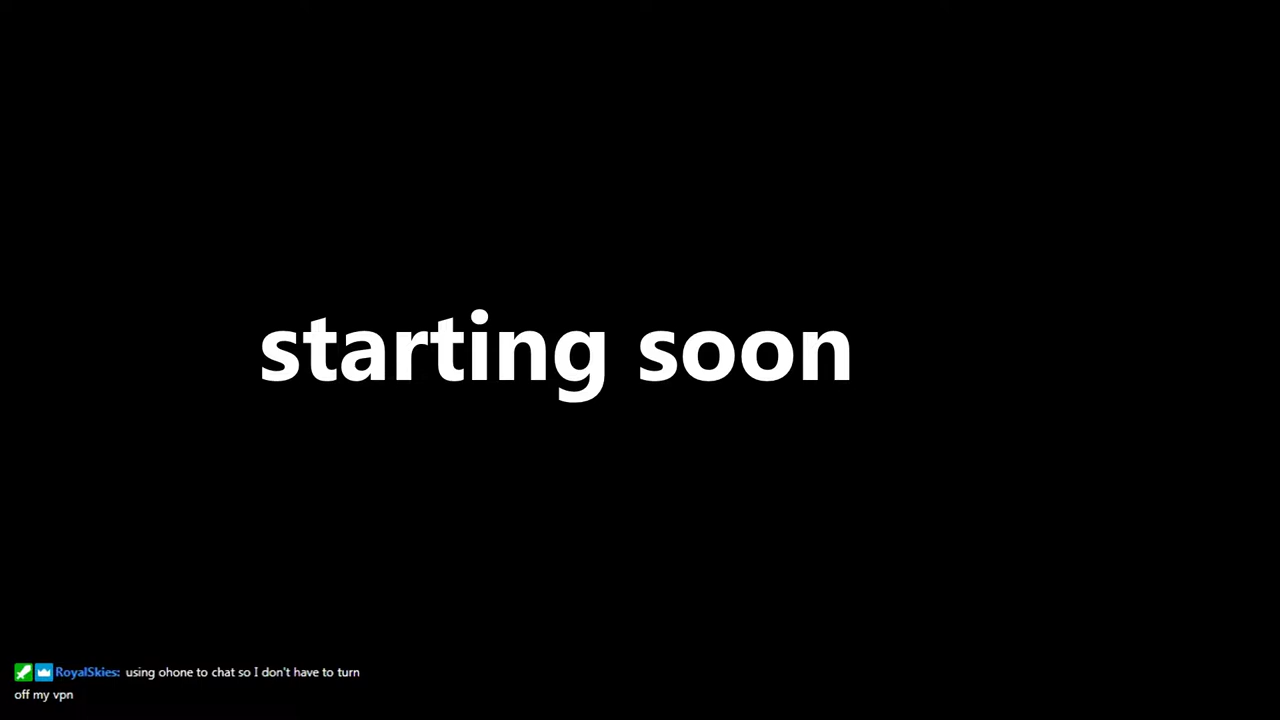 starting soon
RoyalSkies: using ohone to chat so I don't have to turn
off my vpn